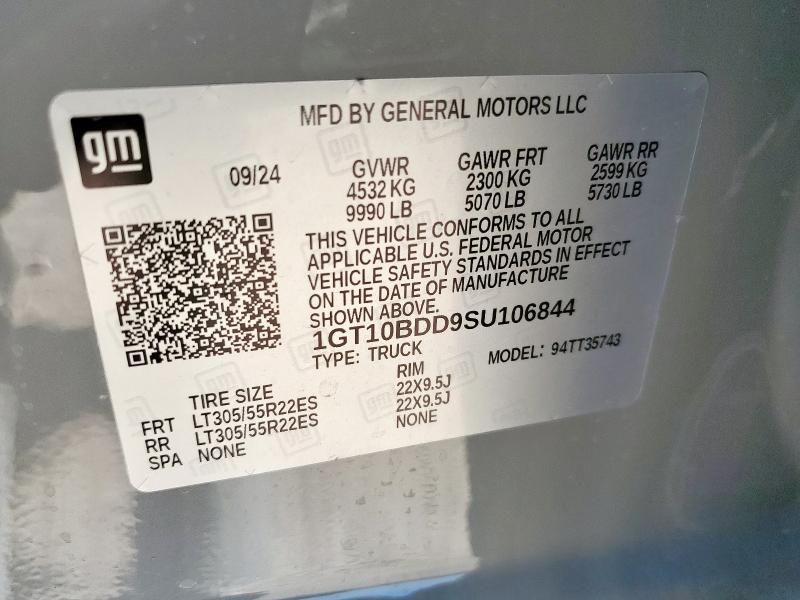 gm
MFD BY GENERAL MOTORS LLC
09/24
GVWR
4532 KG
9990 LB
GAWR FRT
2300 KG
5070 LB
GAWR RR
2599 KG
5730 LB
THIS VEHICLE CONFORMS TO ALL
APPLICABLE U.S. FEDERAL MOTOR
VEHICLE SAFETY STANDARDS IN EFFECT
ON THE DATE OF MANUFACTURE
SHOWN ABOVE.
1GT10BDD9SU106844
TYPE: TRUCK
MODEL: 94TT35743
TIRE SIZE RIM
FRT LT305/55R22ES 22X9.5J
RR LT305/55R22ES 22X9.5J
SPA NONE NONE